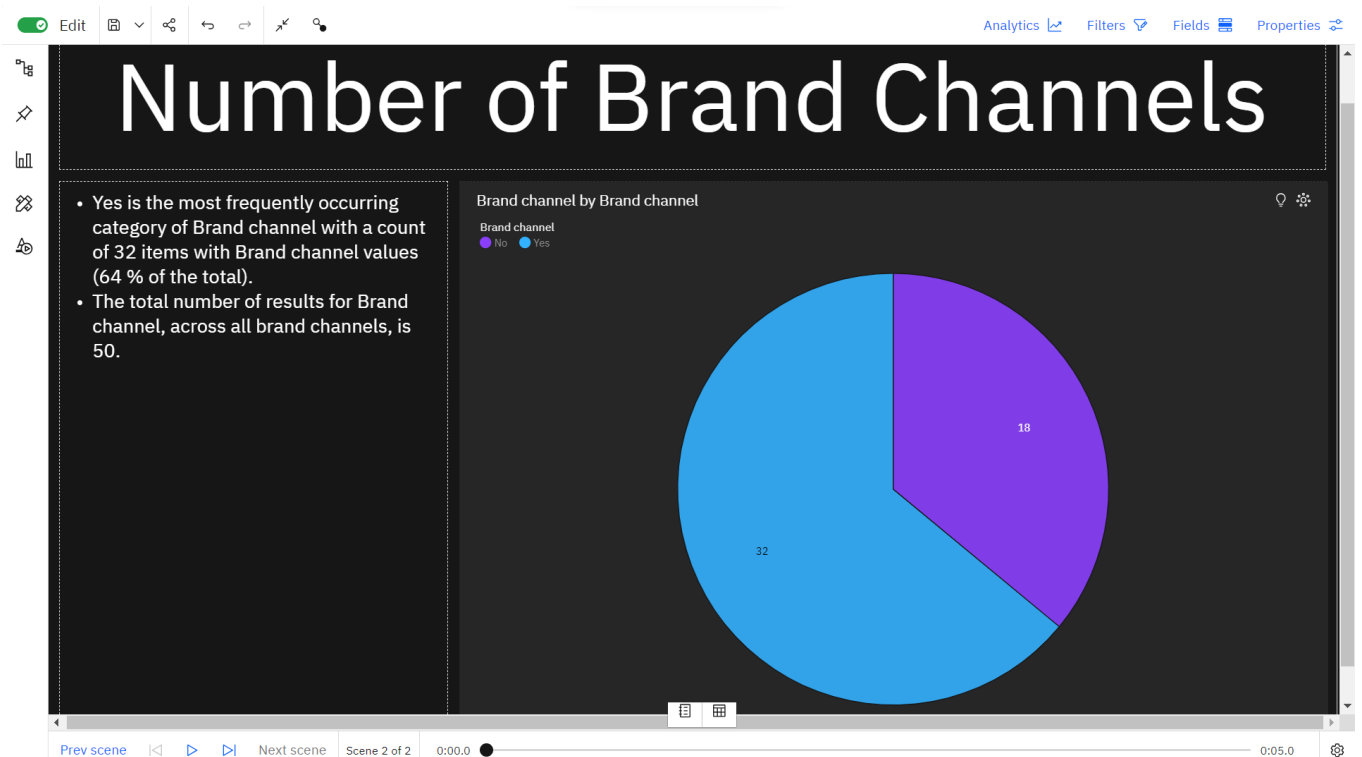 Edit
Analytics
Filters
Fields
Properties
Number of Brand Channels
• Yes is the most frequently occurring
category of Brand channel with a count
of 32 items with Brand channel values
(64 % of the total).
• The total number of results for Brand
channel, across all brand channels, is
50.
Brand channel by Brand channel
Brand channel
No Yes
18
32
Prev scene
Next scene
Scene 2 of 2
0:00.0
0:05.0